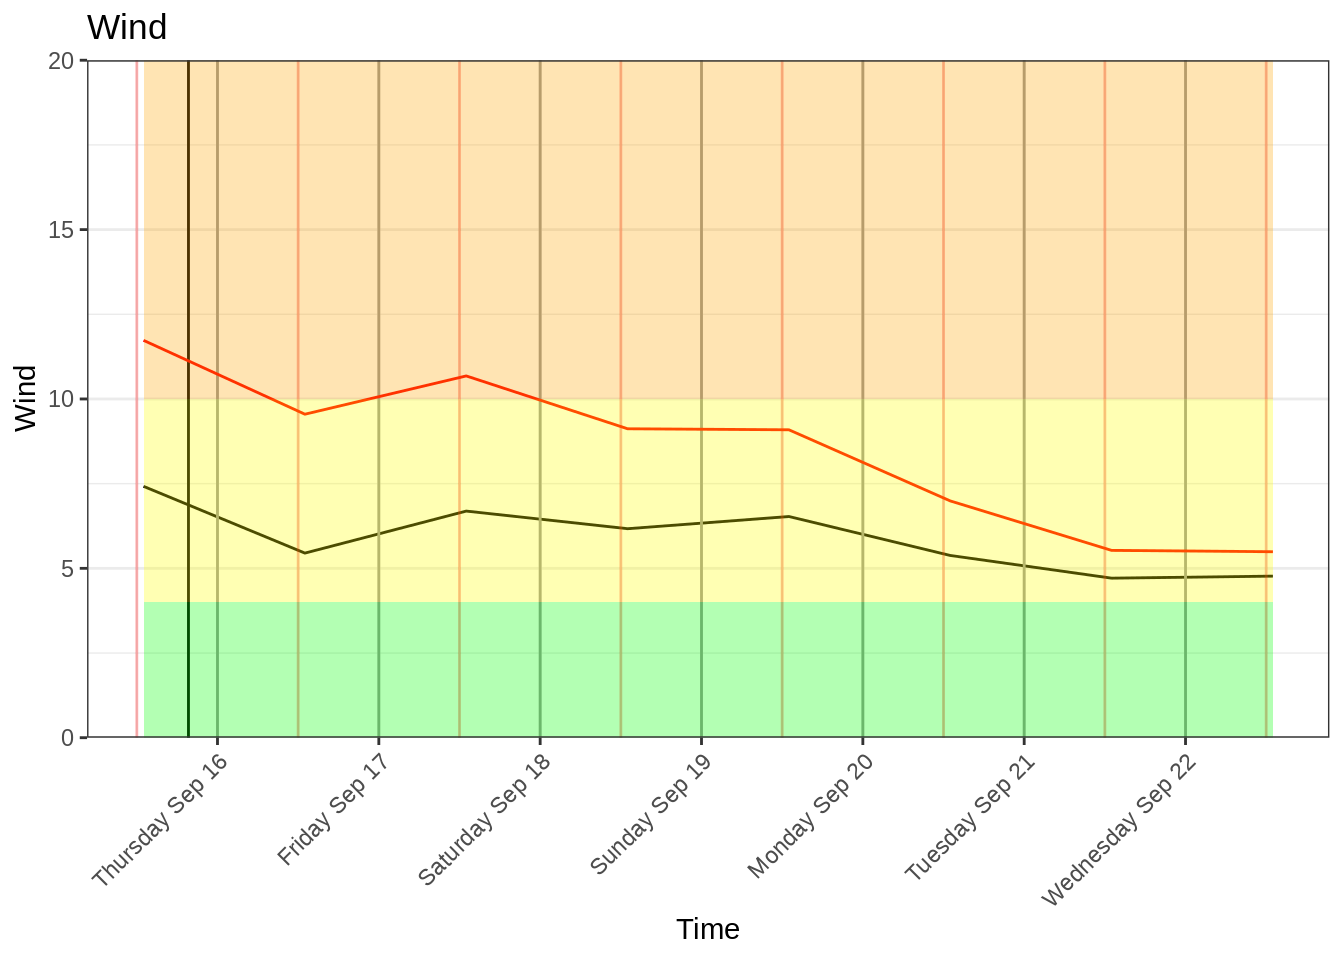 Wind
20
15
10
5
0
Wind
Thursday Sep 16
Friday Sep 17
Saturday Sep 18
Sunday Sep 19
Monday Sep 20
Tuesday Sep 21
Wednesday Sep 22
Time